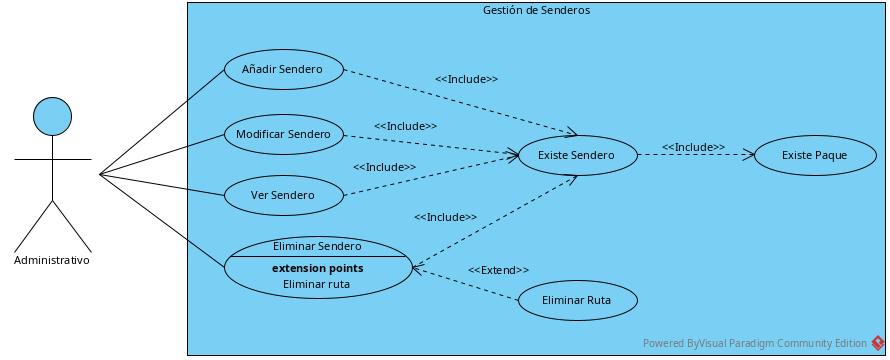 Gestión de Senderos
Añadir Sendero
<<Include>>
Modificar Sendero
<<Include>>
Existe Sendero
<<Include>>
Existe Paque
Ver Sendero
<<Include>>
<<Include>>
Eliminar Sendero
extension points
Eliminar ruta
<<Extend>>
Eliminar Ruta
Administrativo
Powered ByVisual Paradigm Community Edition